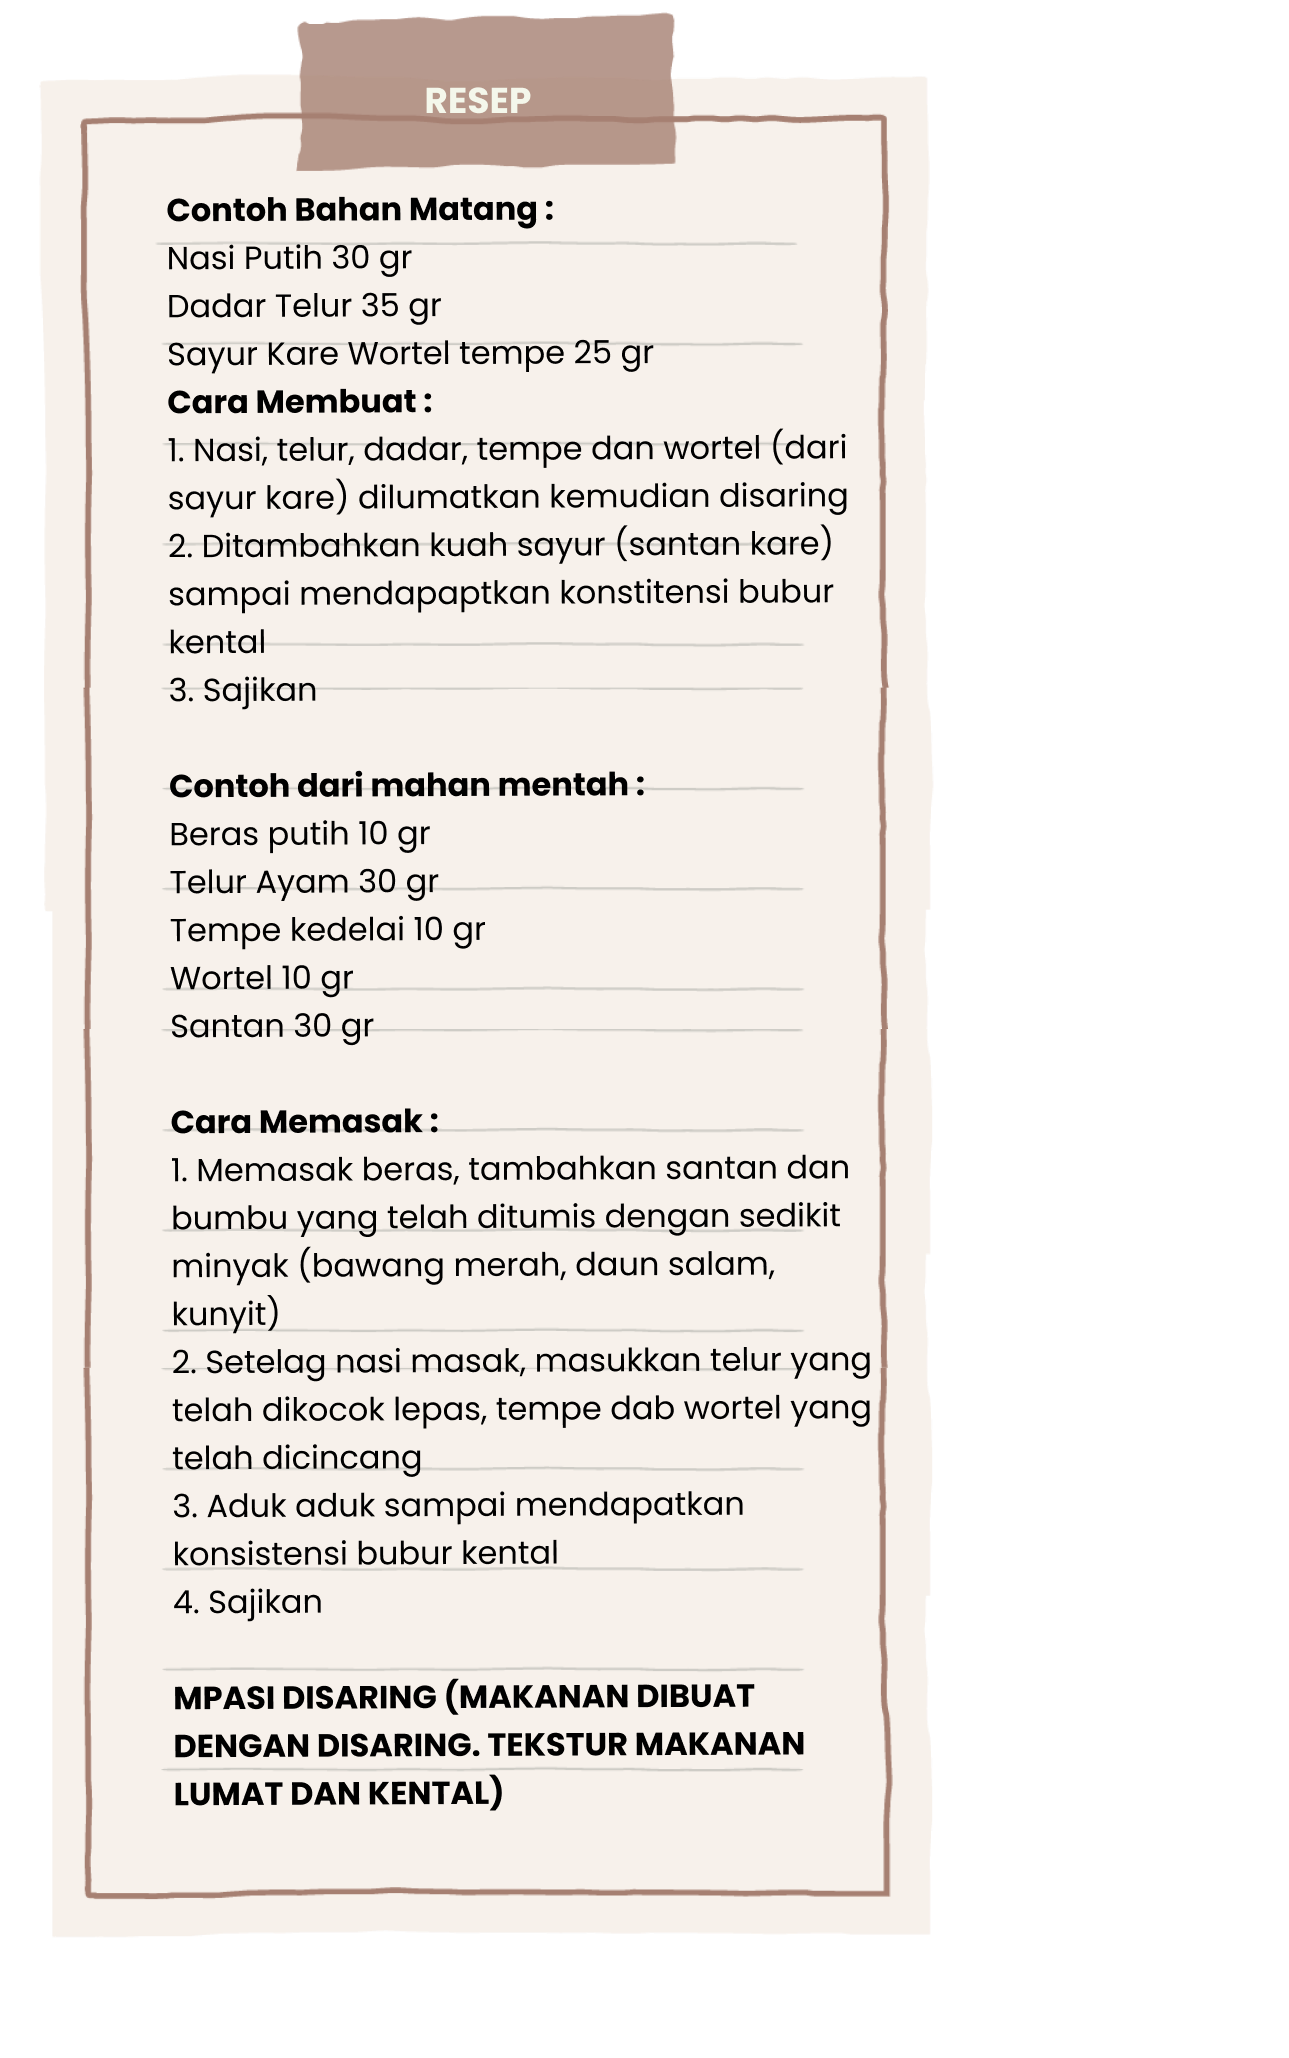 RESEP
Contoh Bahan Matang :
Nasi Putih 30 gr
Dadar Telur 35 gr
Sayur Kare Wortel tempe 25 gr
Cara Membuat :
1. Nasi, telur, dadar, tempe dan wortel (dari
sayur kare) dilumatkan kemudian disaring
2. Ditambahkan kuah sayur (santan kare)
sampai mendapaptkan konstitensi bubur
kental
3. Sajikan
Contoh dari mahan mentah :
Beras putih 10 gr
Telur Ayam 30 gr
Tempe kedelai 10 gr
Wortel 10 gr
Santan 30 gr
Cara Memasak :
1. Memasak beras, tambahkan santan dan
bumbu yang telah ditumis dengan sedikit
minyak (bawang merah, daun salam,
kunyit)
2. Setelag nasi masak, masukkan telur yang
telah dikocok lepas, tempe dab wortel yang
telah dicincang
3. Aduk aduk sampai mendapatkan
konsistensi bubur kental
4. Sajikan
MPASI DISARING (MAKANAN DIBUAT
DENGAN DISARING. TEKSTUR MAKANAN
LUMAT DAN KENTAL)